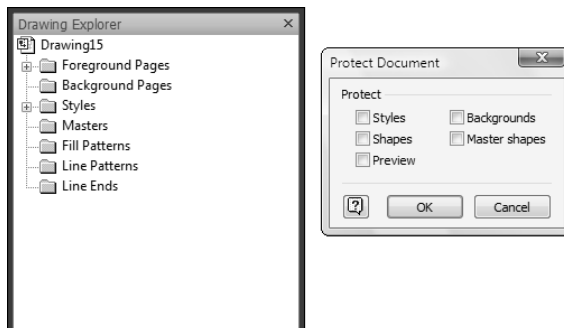 Drawing Explorer
Drawing15
Foreground Pages
Background Pages
Styles
Masters
Fill Patterns
Line Patterns
Line Ends
Protect Document
Protect
Styles Backgrounds
Shapes Master shapes
Preview
OK Cancel